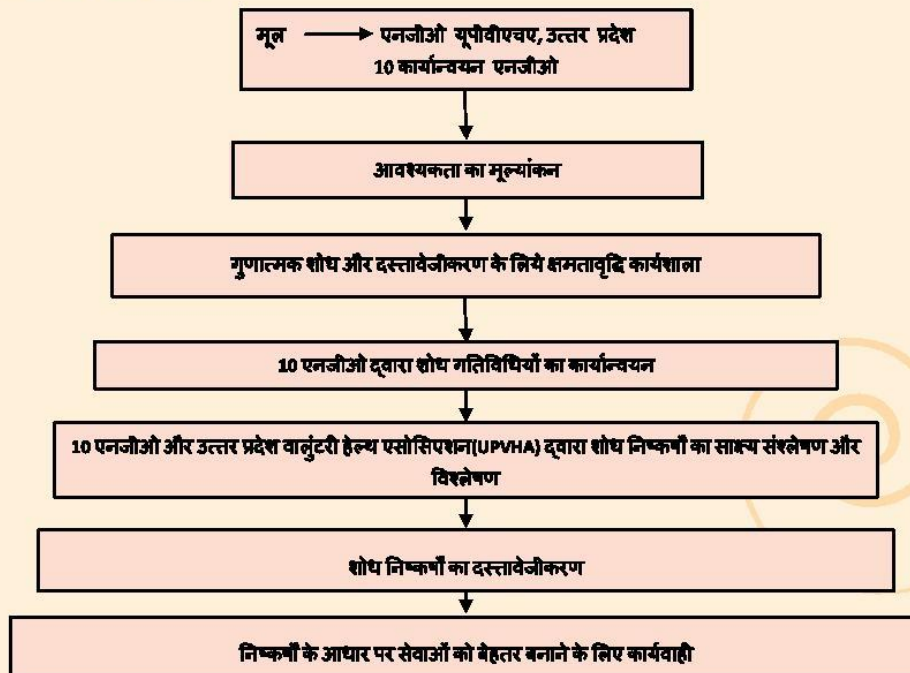 मूल → एनजीओ यूपीवीएचए, उत्तर प्रदेश
10 कार्यान्वयन एनजीओ
आवश्यकता का मूल्यांकन
गुणात्मक शोध और दस्तावेजीकरण के लिये क्षमतावृद्धि कार्यशाला
10 एनजीओ द्वारा शोध गतिविधियों का कार्यान्वयन
10 एनजीओ और उत्तर प्रदेश वालुंटरी हेल्थ एसोसिएशन(UPVHA) द्वारा शोध निष्कर्षों का साक्ष्य संश्लेषण और
विश्लेषण
शोध निष्कर्षों का दस्तावेजीकरण
निष्कर्षों के आधार पर सेवाओं को बेहतर बनाने के लिए कार्यवाही